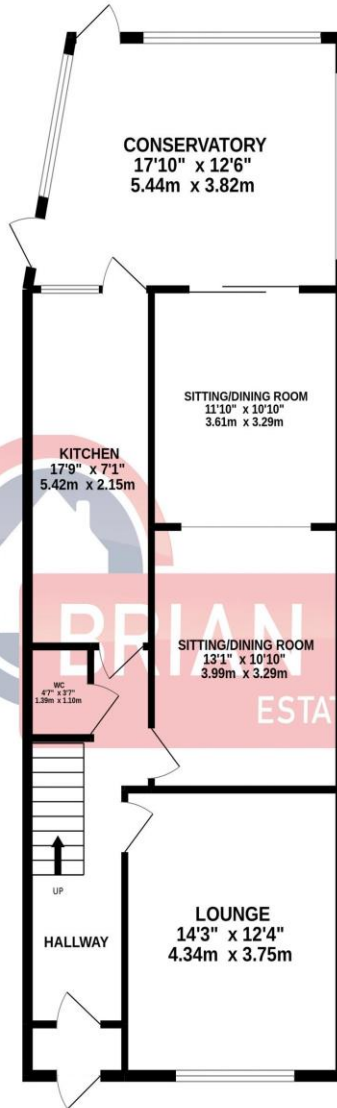 CONSERVATORY
17'10" x 12'6"
5.44m x 3.82m
SITTING/DINING ROOM
11'10" x 10'10"
3.61m x 3.29m
KITCHEN
17'9" x 7'1"
5.42m x 2.15m
BRIAN
ESTAT
SITTING/DINING ROOM
13'1" x 10'10"
3.99m x 3.29m
WC
4'7" x 3'7"
1.39m x 1.10m
UP
HALLWAY
LOUNGE
14'3" x 12'4"
4.34m x 3.75m